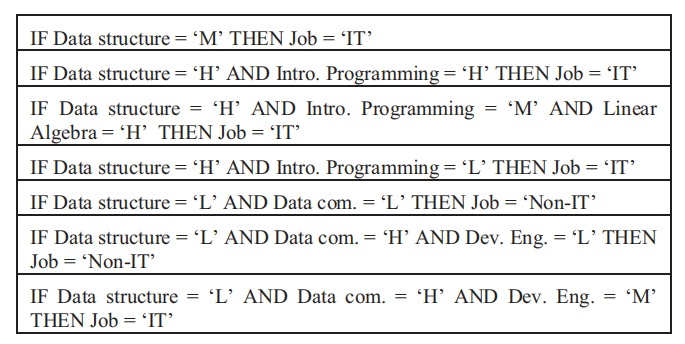 IF Data structure = ‘M’ THEN Job = ‘IT’
IF Data structure = ‘H’ AND Intro. Programming = ‘H’ THEN Job = ‘IT’
IF Data structure = ‘H’ AND Intro. Programming = ‘M’ AND Linear
Algebra = ‘H’ THEN Job = ‘IT’
IF Data structure = ‘H’ AND Intro. Programming = ‘L’ THEN Job = ‘IT’
IF Data structure = ‘L’ AND Data com. = ‘L’ THEN Job = ‘Non-IT’
IF Data structure = ‘L’ AND Data com. = ‘H’ AND Dev. Eng. = ‘L’ THEN
Job = ‘Non-IT’
IF Data structure = ‘L’ AND Data com. = ‘H’ AND Dev. Eng. = ‘M’
THEN Job = ‘IT’